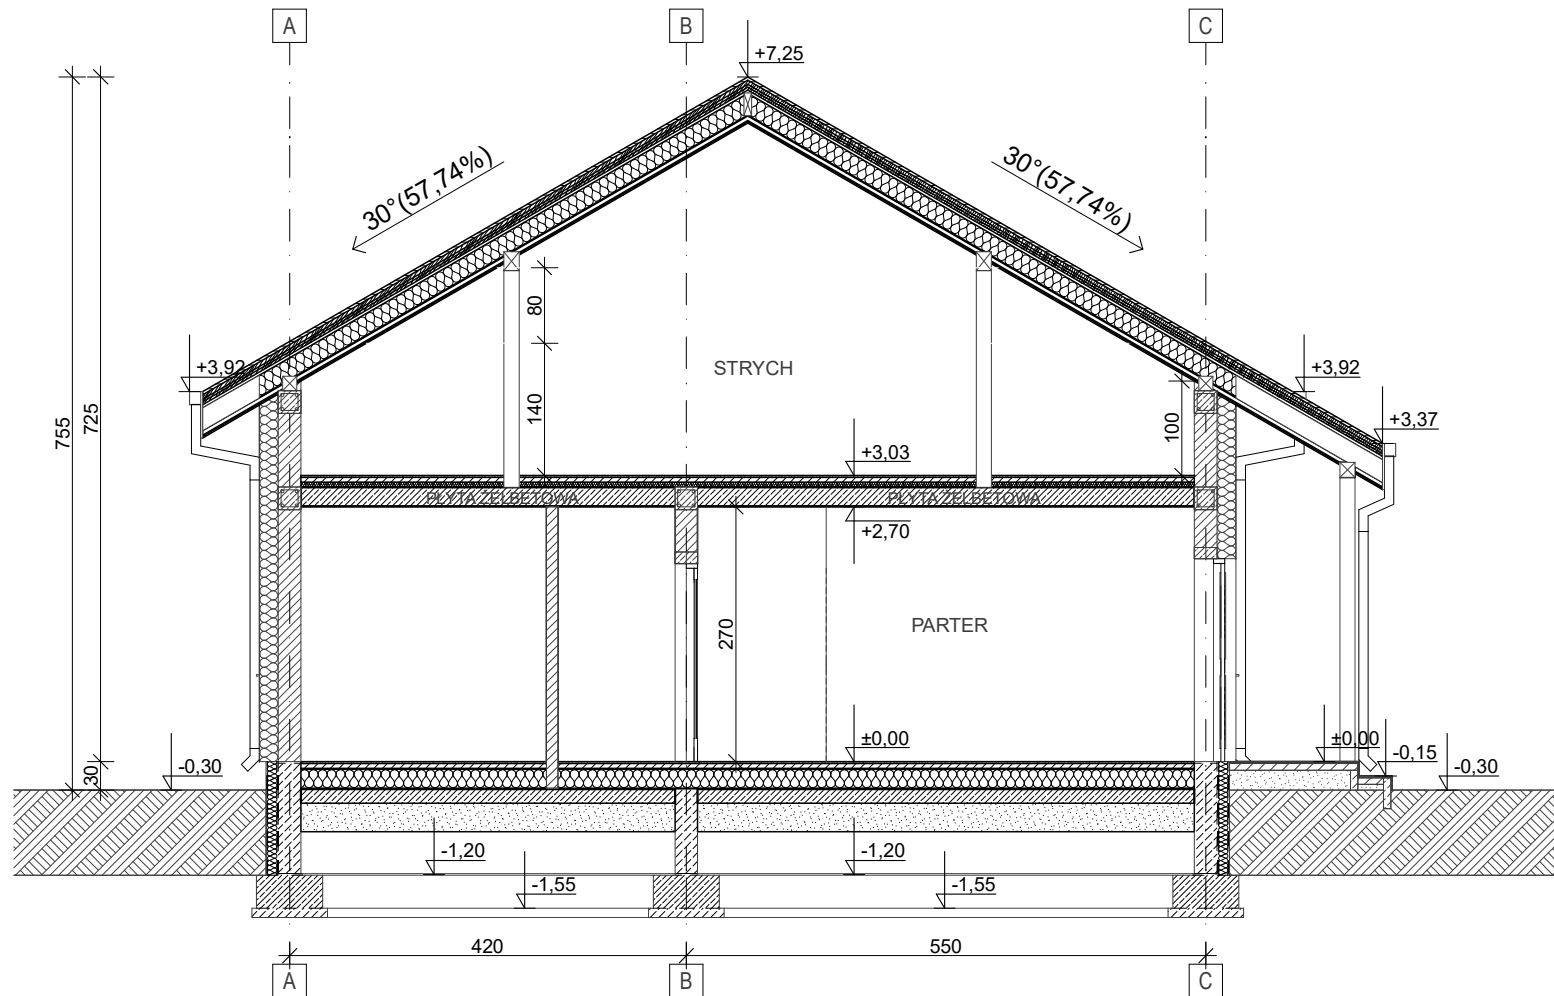 A
B
C
+7,25
30°(57,74%)
30°(57,74%)
755
725
30
+3,92
80
140
STRYCH
100
+3,92
+3,37
+3,03
PŁYTA ŻELBETOWA
PŁYTA ŻELBETOWA
+2,70
270
PARTER
±0,00
±0,00
-0,30
-0,15
-0,30
-1,20
-1,20
-1,55
-1,55
420
550
A
B
C